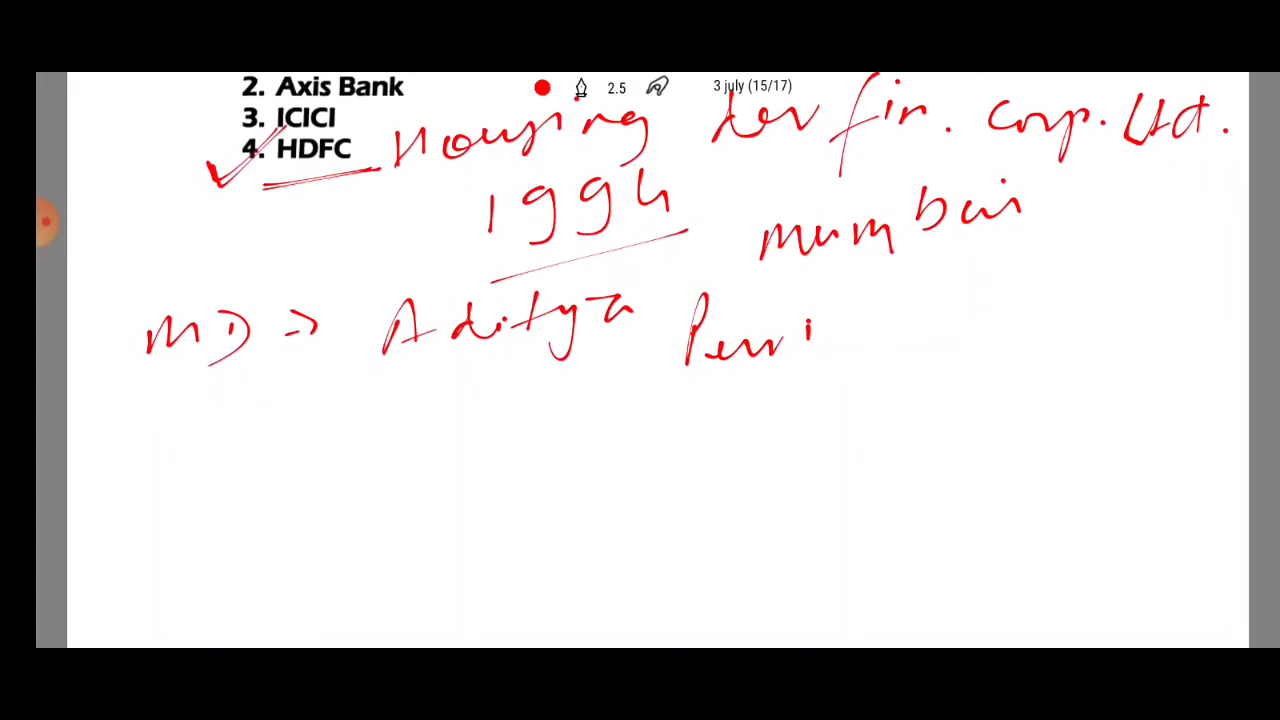 2. Axis Bank
2.5
3 july (15/17)
3. ICICI
4. HDFC
Housing Dev fin. Corp. Ltd.
1994
mumbai
MD ⇒ Aditya Puri